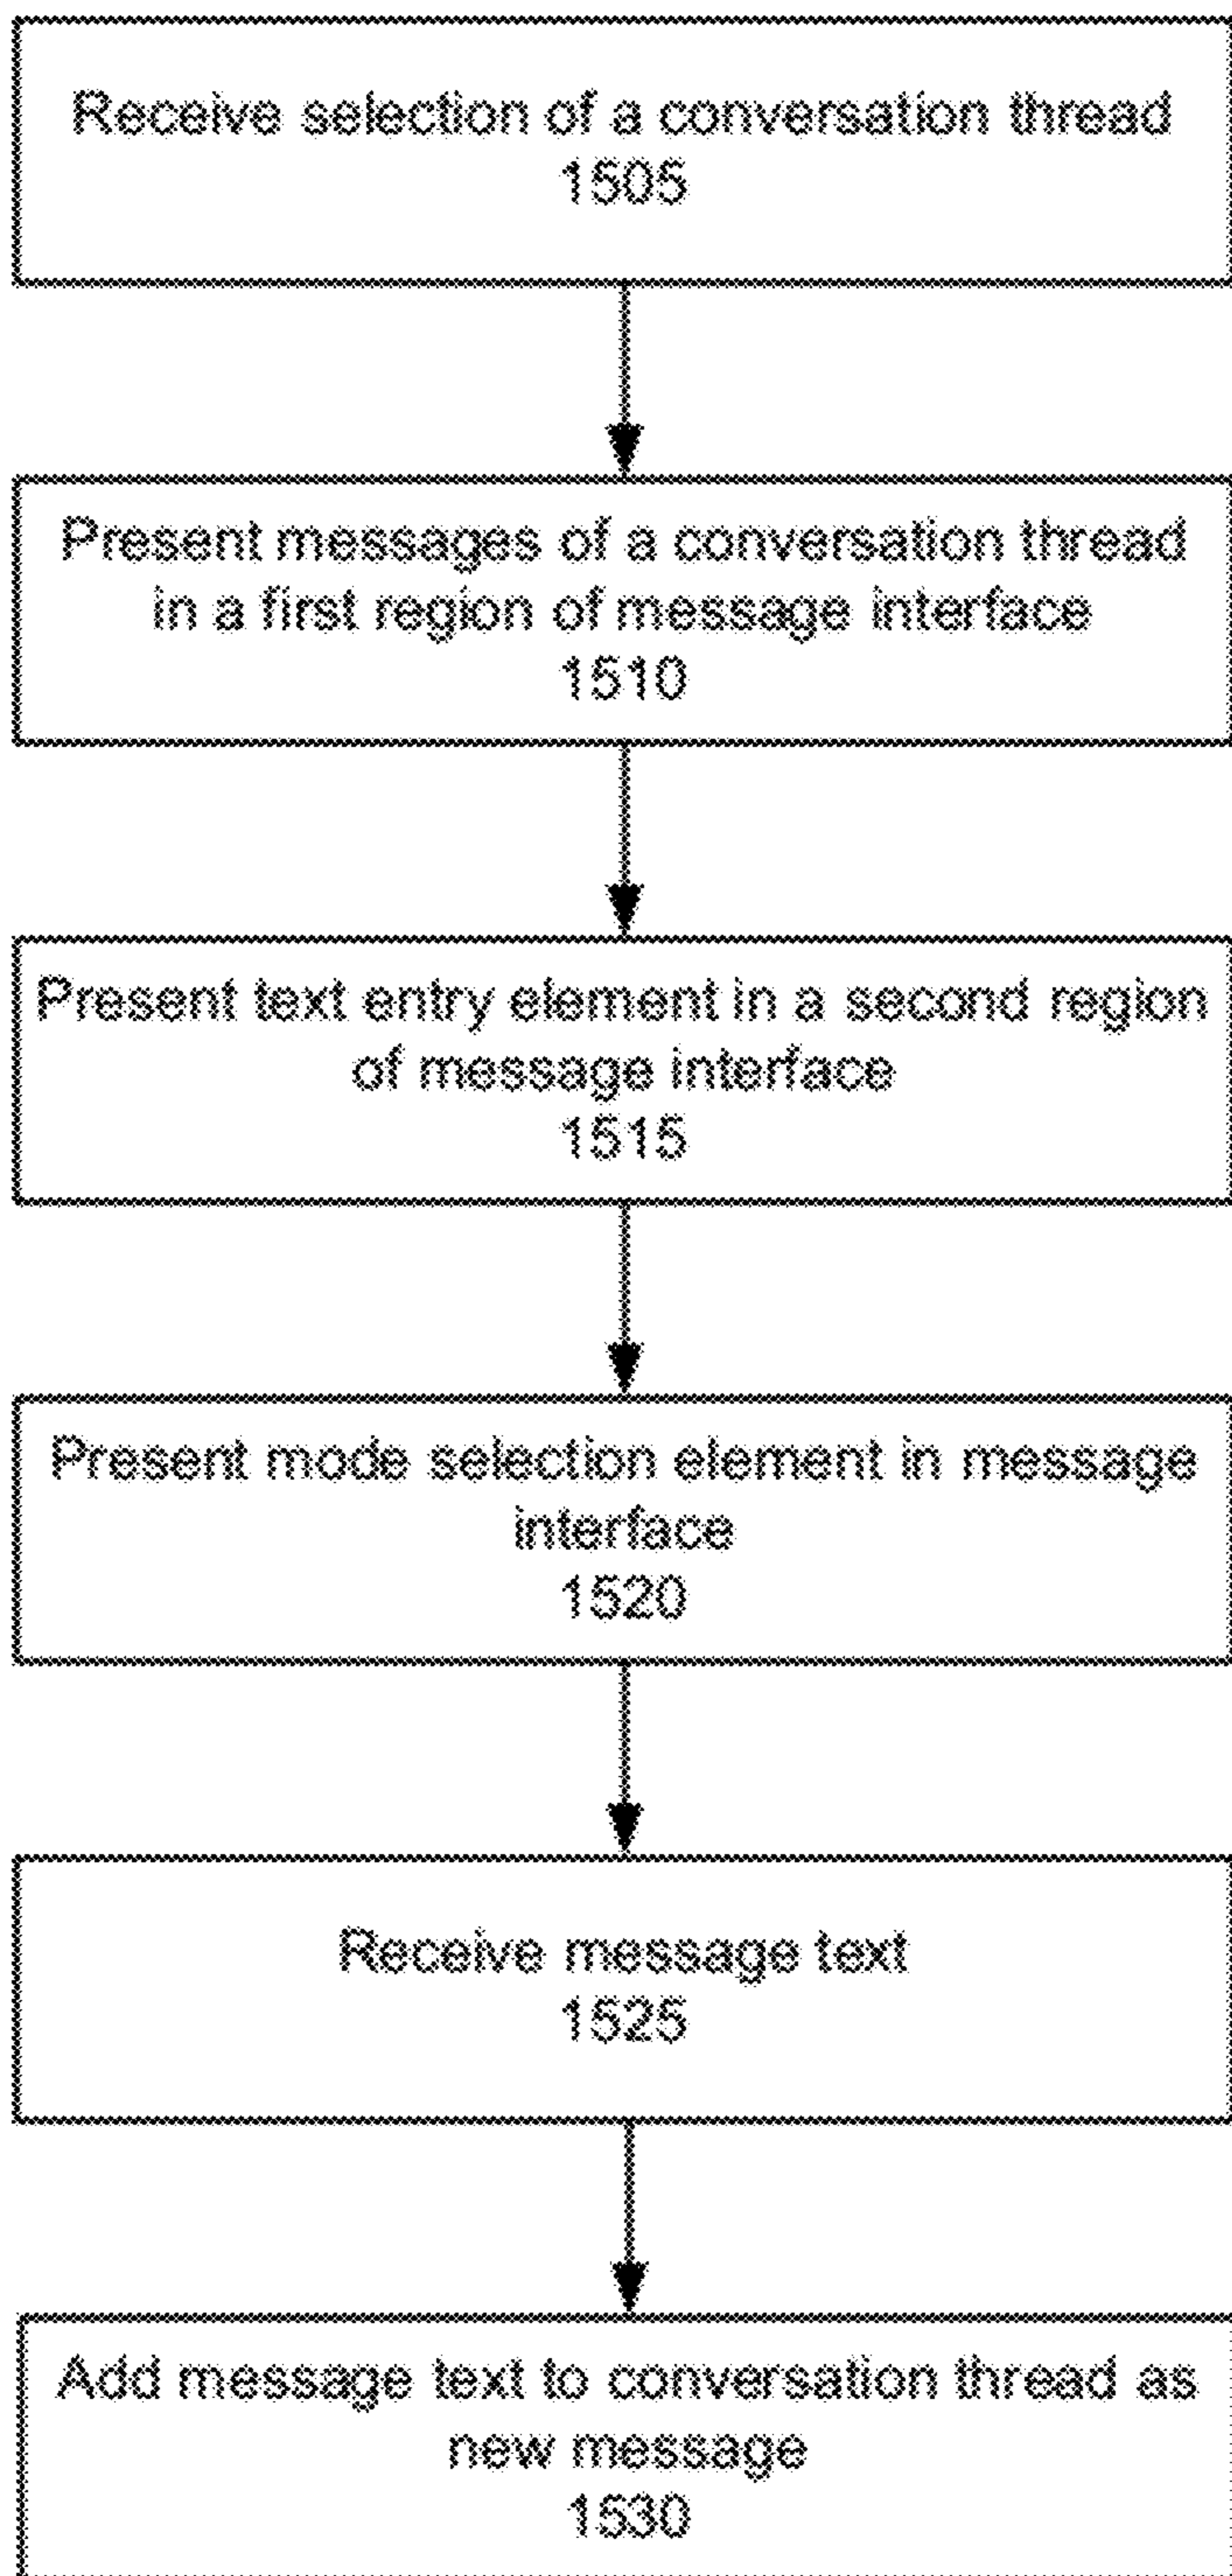 Receive selection of a conversation thread
1505
Present messages of a conversation thread
in a first region of message interface
1510
Present text entry element in a second region
of message interface
1515
Present mode selection element in message
interface
1520
Receive message text
1525
Add message text to conversation thread as
new message
1530